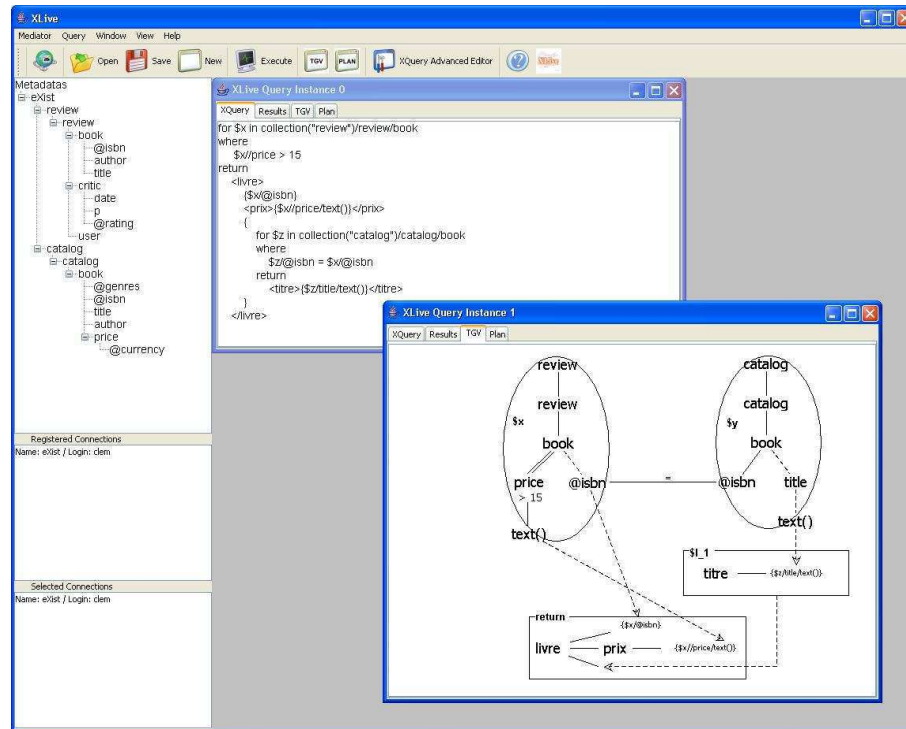 XLive
Mediator Query Window View Help
Open Save New Execute TGV PLAN XQuery Advanced Editor ?
Metadatas
eXist
review
review
book
@isbn
author
title
critic
date
p
@rating
user
catalog
catalog
book
@genres
@isbn
title
author
price
@currency
Registered Connections
Name: eXist / Login: clem
Selected Connections
Name: eXist / Login: clem
XLive Query Instance 0
XQuery Results TGV Plan
for $x in collection("review")/review/book
where
$x//price > 15
return
<livre>
{$x/@isbn}
<prix>{$x//price/text()}</prix>
{
for $z in collection("catalog")/catalog/book
where
$z/@isbn = $x/@isbn
return
<titre>{$z/title/text()}</titre>
}
</livre>
XLive Query Instance 1
XQuery Results TGV Plan
review catalog
review catalog
$x $y
book book
price @isbn = @isbn title
> 15
text() text()
$l_1
titre {$z/title/text()}
return
{$x/@isbn}
livre prix {$x//price/text()}